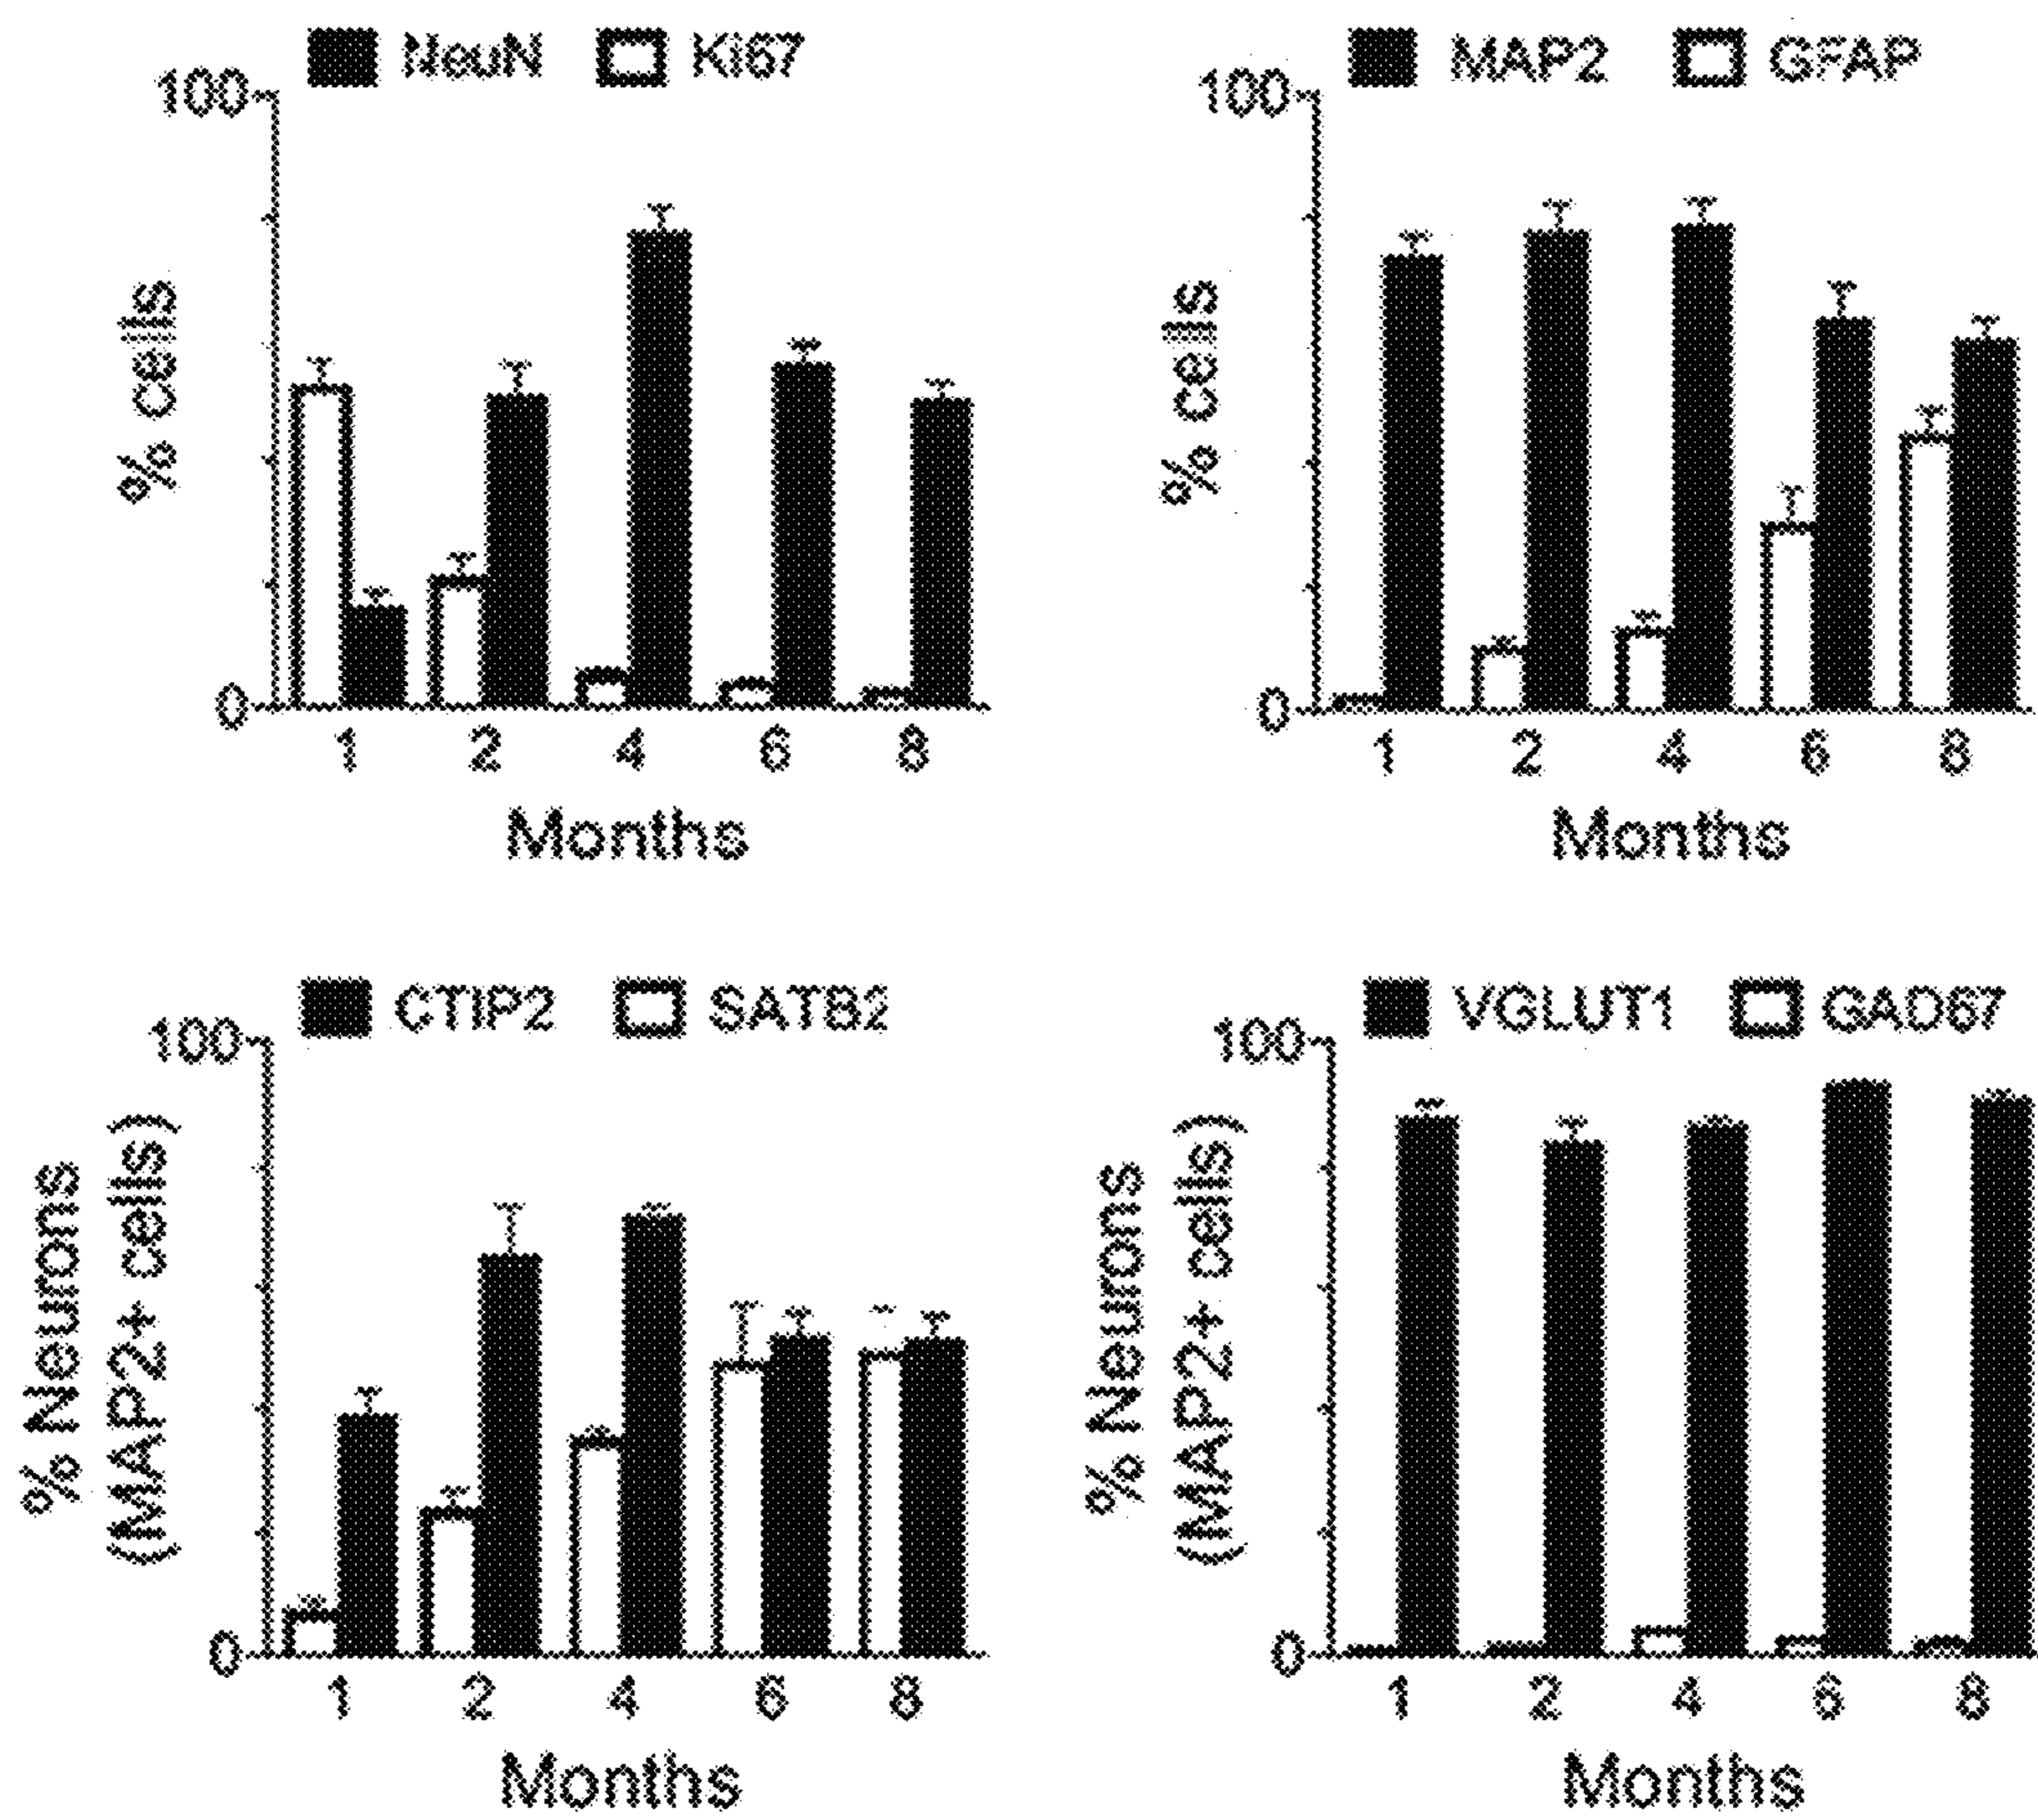 NeuN Ki67
100
% cells
0
1 2 4 6 8
Months
MAP2 GFAP
100
% cells
0
1 2 4 6 8
Months
CTIP2 SATB2
100
% Neurons
(MAP2+ cells)
0
1 2 4 6 8
Months
VGLUT1 GAD67
100
% Neurons
(MAP2+ cells)
0
1 2 4 6 8
Months